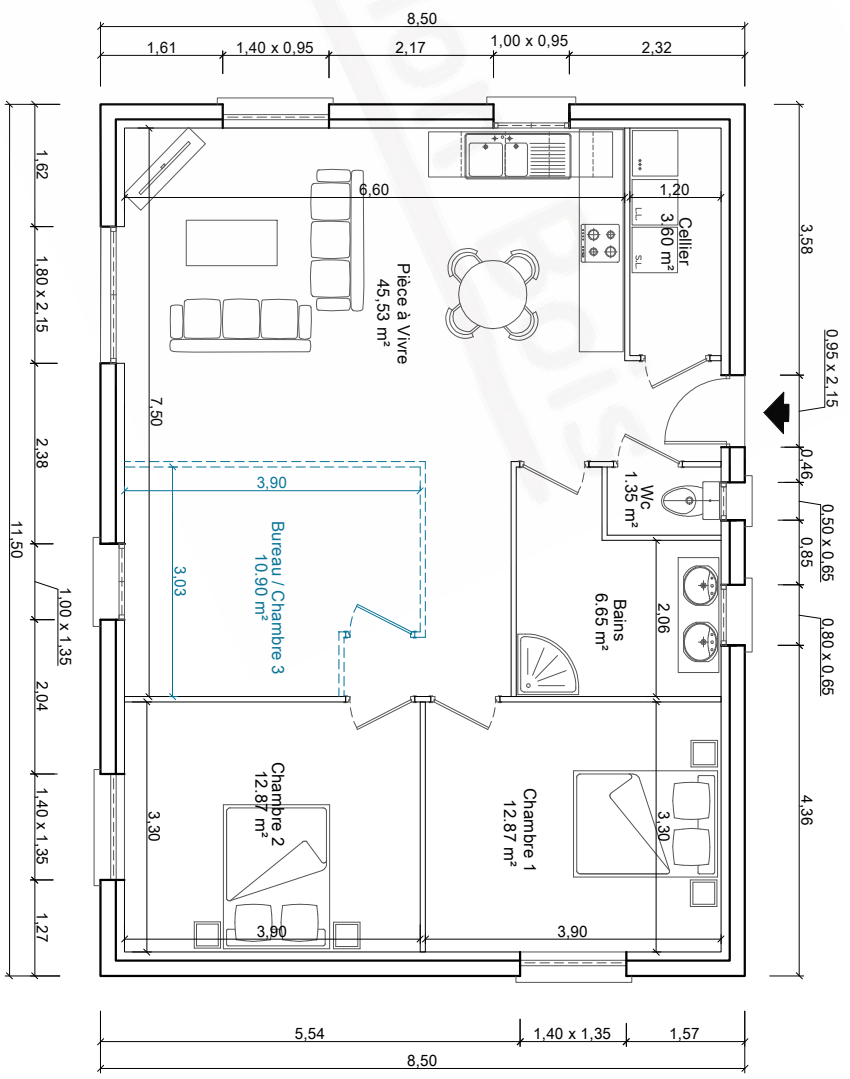 8,50
1,61
1,40 x 0,95
2,17
1,00 x 0,95
2,32
6,60
1,20
Cellier
3,60 m²
L.L.
S.L.
Pièce à Vivre
45,53 m²
7,50
1,62
1,80 x 2,15
2,38
1,00 x 1,35
2,04
1,40 x 1,35
1,27
11,50
3,58
0,95 x 2,15
0,46
0,50 x 0,65
0,85
0,80 x 0,65
4,36
Wc
1.35 m²
3,90
3,03
Bureau / Chambre 3
10.90 m²
Bains
6.65 m²
2,06
Chambre 2
12.87 m²
3,30
3,90
Chambre 1
12.87 m²
3,30
3,90
5,54
1,40 x 1,35
1,57
8,50
Bois